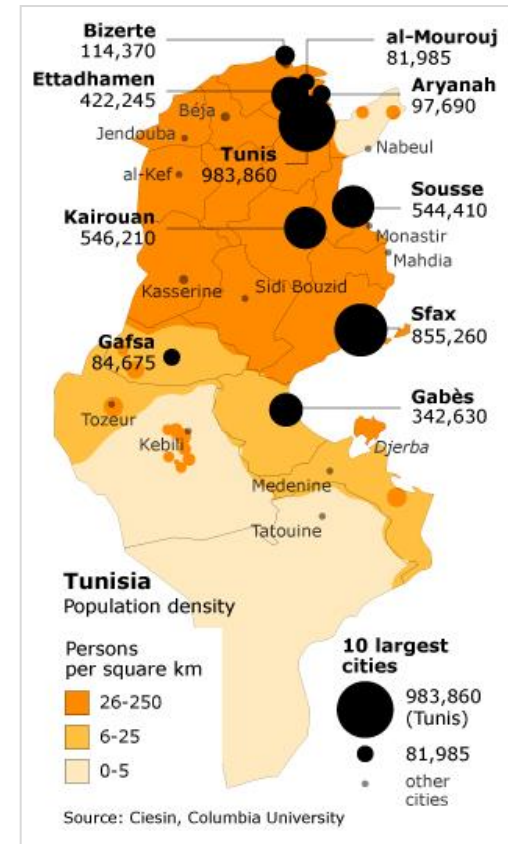 Bizerte
114,370
al-Mourouj
81,985
Ettadhamen
422,245
Aryanah
97,690
Béja
Jendouba
Nabeul
Tunis
983,860
al-Kef
Sousse
544,410
Kairouan
546,210
Monastir
Mahdia
Kasserine
Sidi Bouzid
Sfax
855,260
Gafsa
84,675
Gabès
342,630
Tozeur
Kebili
Djerba
Medenine
Tatouine
Tunisia
Population density
Persons
per square km
26-250
6-25
0-5
10 largest
cities
983,860
(Tunis)
81,985
other
cities
Source: Ciesin, Columbia University